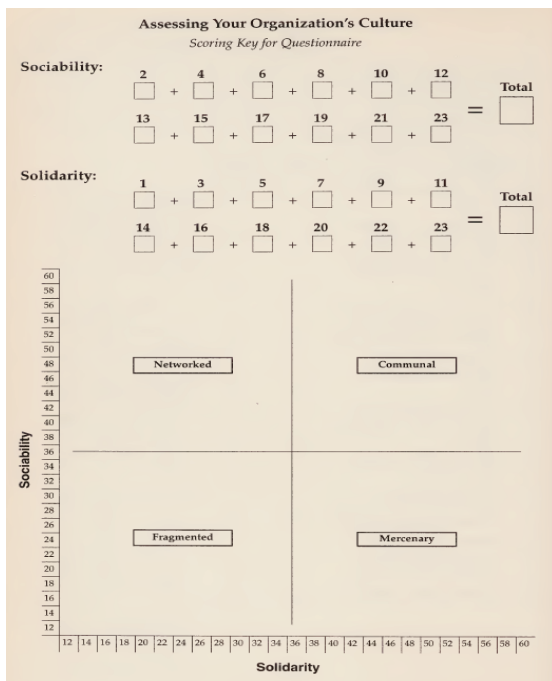 Assessing Your Organization's Culture
Scoring Key for Questionnaire
Sociability:
2 4 6 8 10 12
+ + + + + = Total
13 15 17 19 21 23
+ + + + +
Solidarity:
1 3 5 7 9 11
+ + + + + = Total
14 16 18 20 22 23
+ + + + +
60
58
56
54
52
50
48
46
44
42
40
38
36
34
32
30
28
26
24
22
20
18
16
14
12
Networked Communal
Sociability
Fragmented Mercenary
12 14 16 18 20 22 24 26 28 30 32 34 36 38 40 42 44 46 48 50 52 54 56 58 60
Solidarity